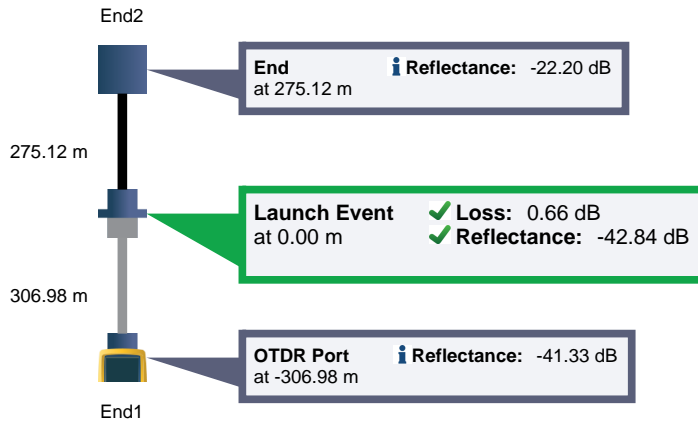 End2
End
Reflectance: -22.20 dB
at 275.12 m
275.12 m
Launch Event
Loss: 0.66 dB
at 0.00 m
Reflectance: -42.84 dB
306.98 m
OTDR Port
Reflectance: -41.33 dB
at -306.98 m
End1